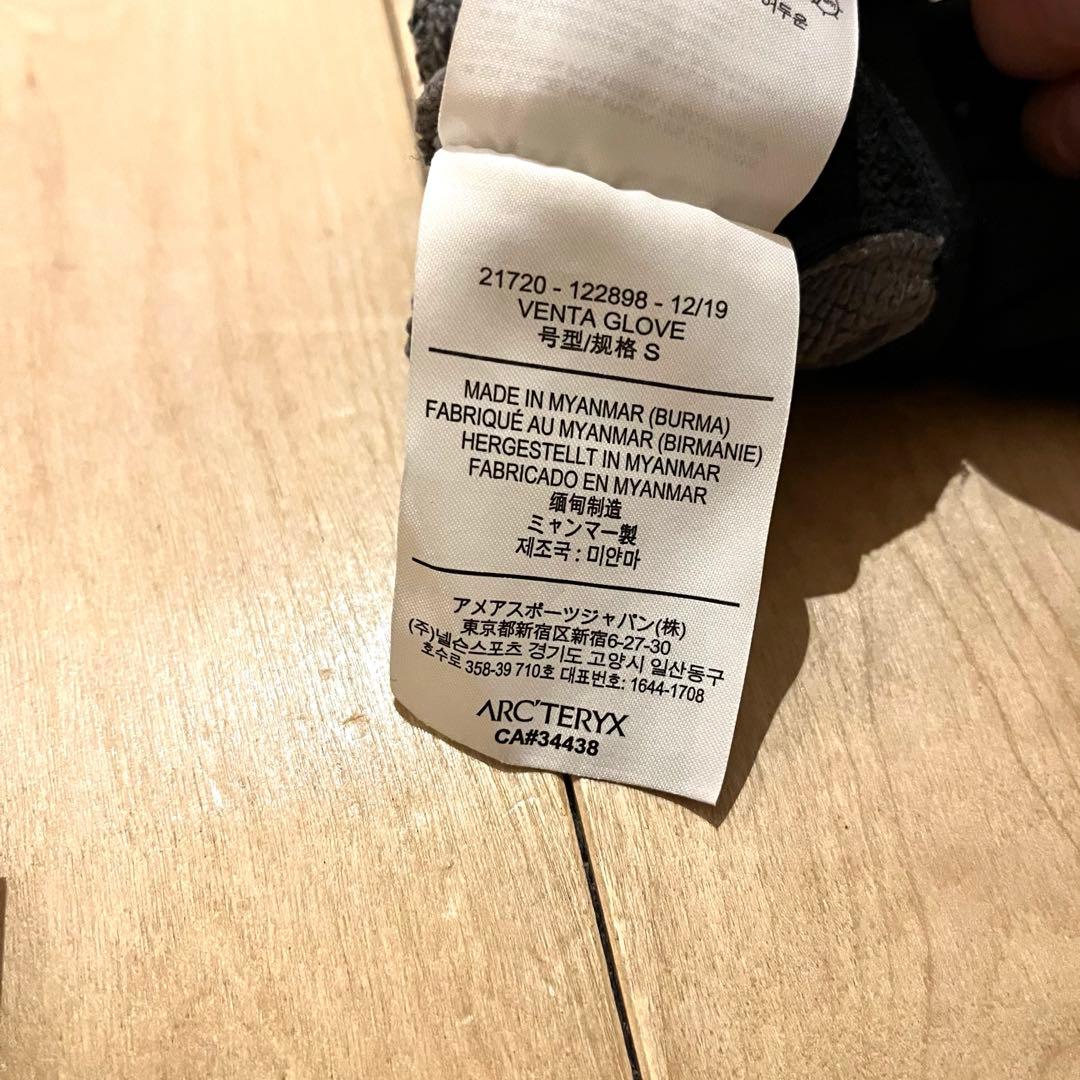 어두운
21720 - 122898 - 12/19
VENTA GLOVE
号型/规格 S
MADE IN MYANMAR (BURMA)
FABRIQUÉ AU MYANMAR (BIRMANIE)
HERGESTELLT IN MYANMAR
FABRICADO EN MYANMAR
缅甸制造
ミャンマー製
제조국 : 미얀마
アメアスポーツジャパン(株)
東京都新宿区新宿6-27-30
(주)넬슨스포츠 경기도 고양시 일산동구
호수로 358-39 710호 대표번호: 1644-1708
ARC'TERYX
CA#34438